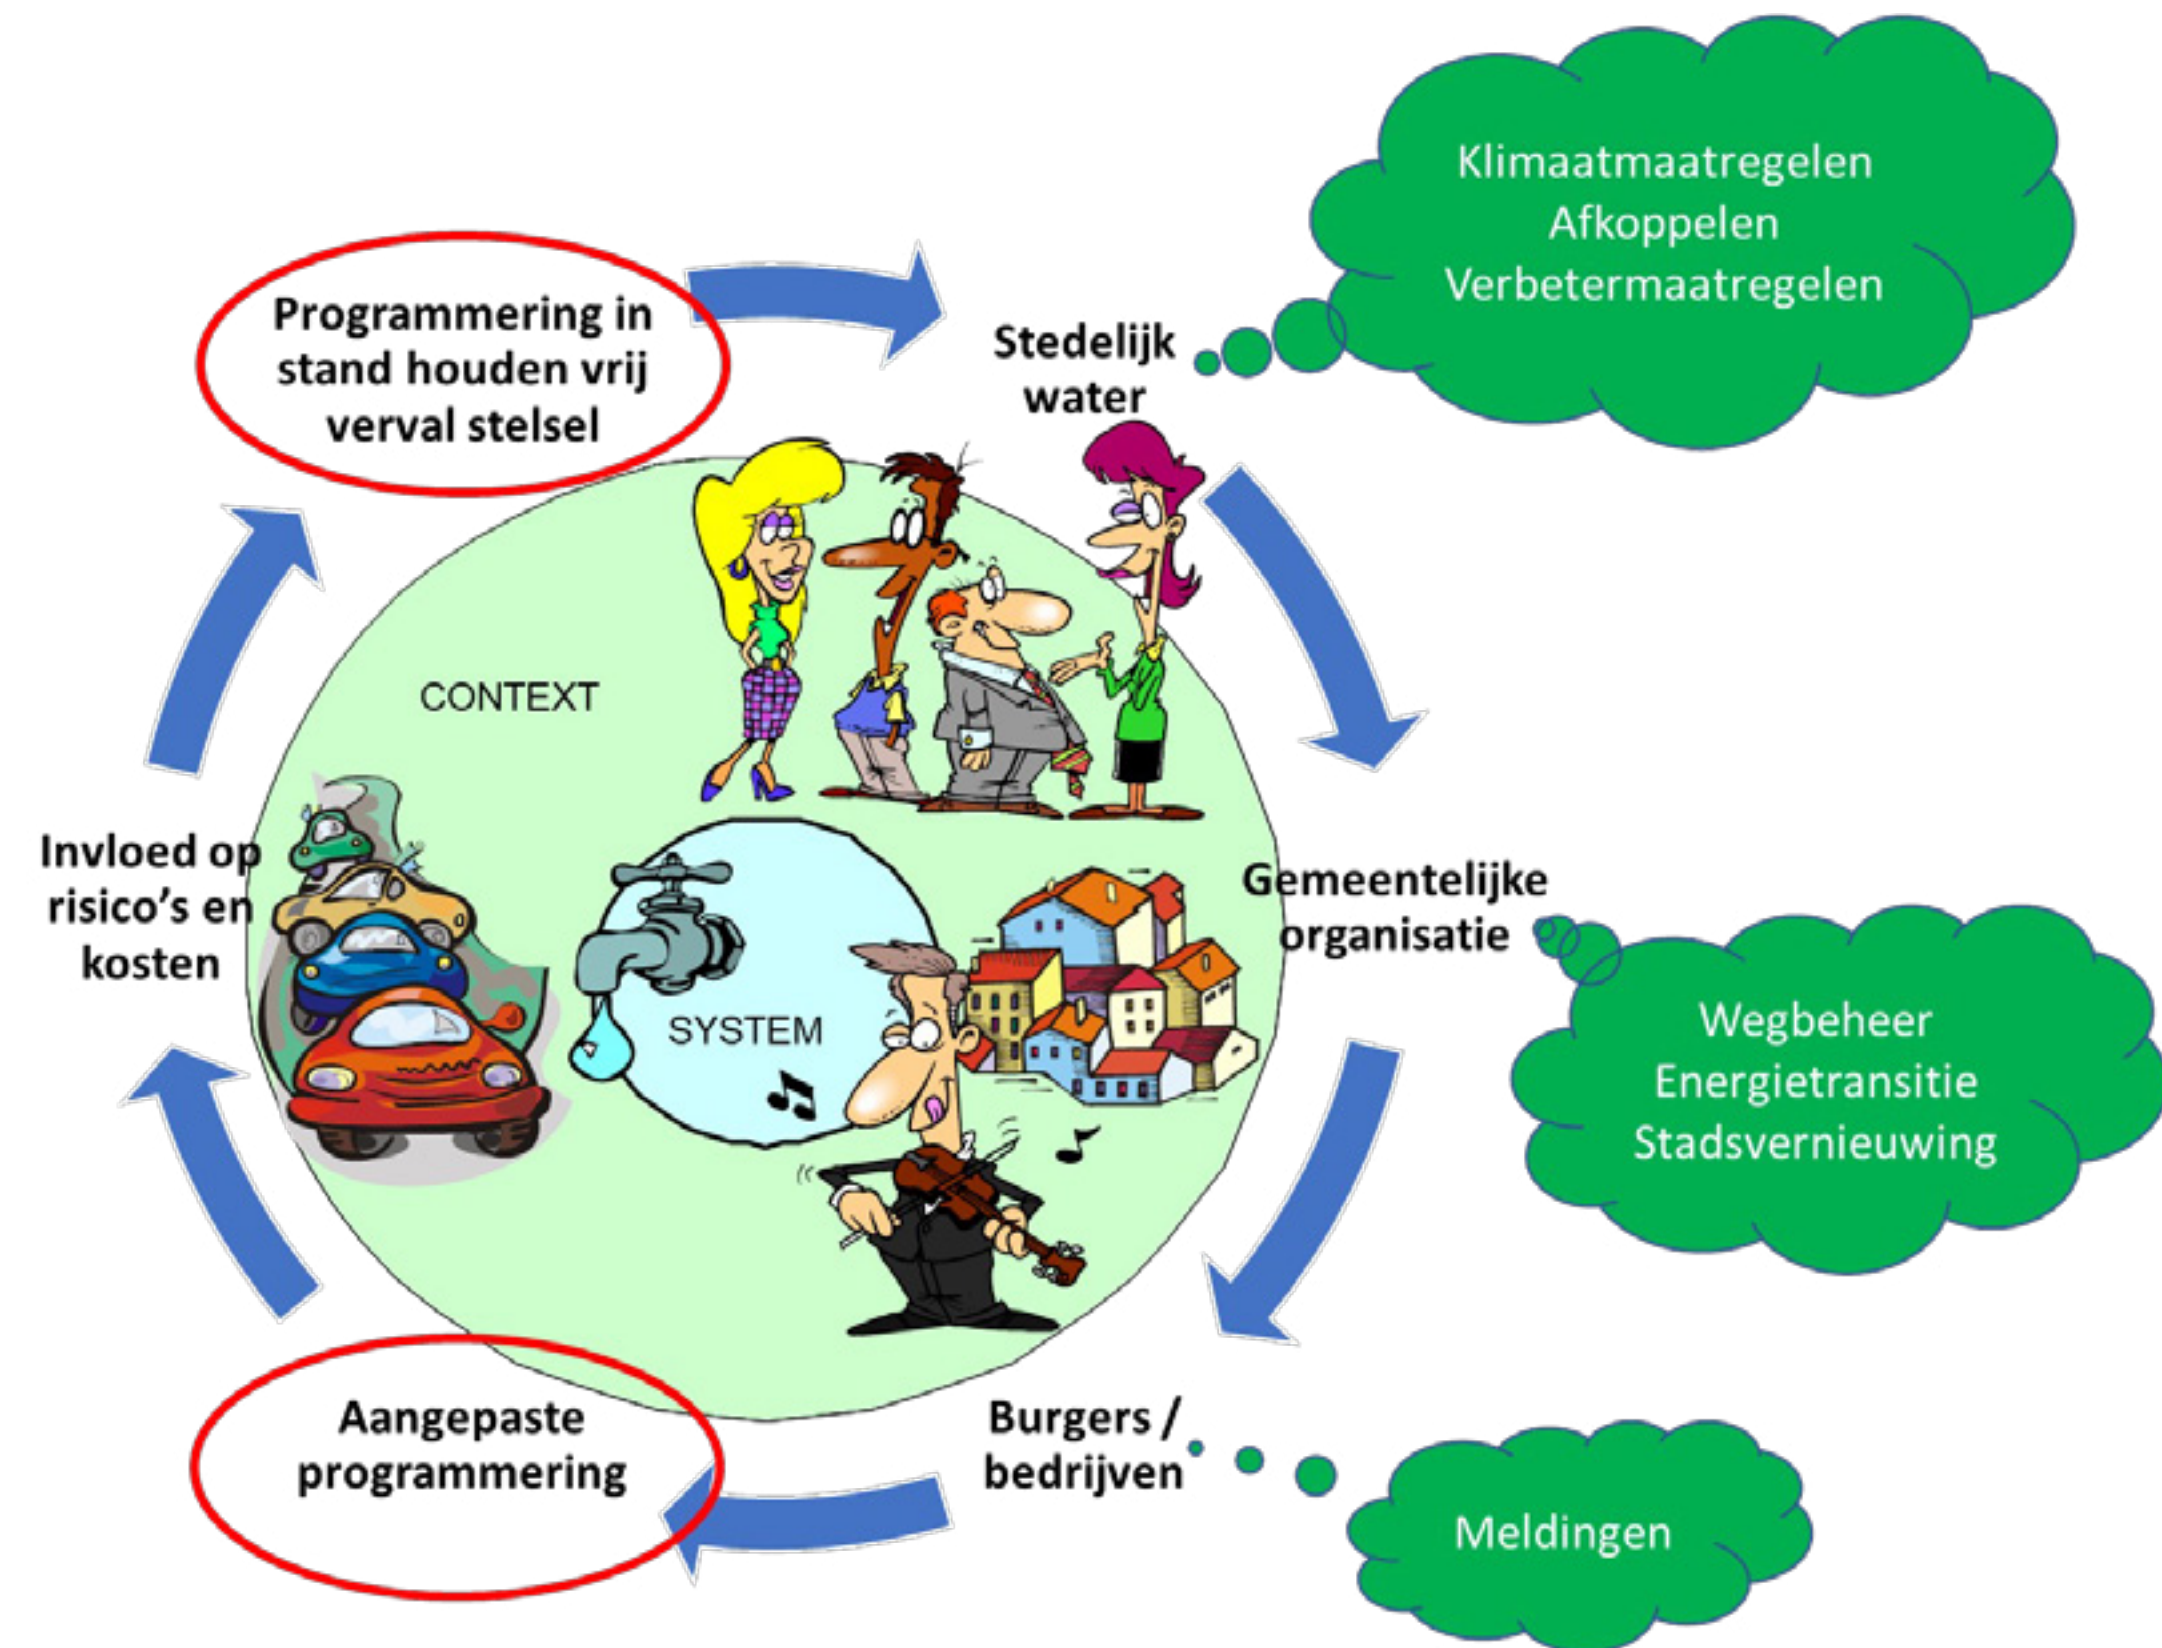 Klimaatmaatregelen
Afkoppelen
Verbetermaatregelen
Programmering in
stand houden vrij
verval stelsel
Stedelijk
water
CONTEXT
Invloed op
risico's en
kosten
Gemeentelijke
organisatie
SYSTEM
Wegbeheer
Energietransitie
Stadsvernieuwing
Aangepaste
programmering
Burgers /
bedrijven
Meldingen